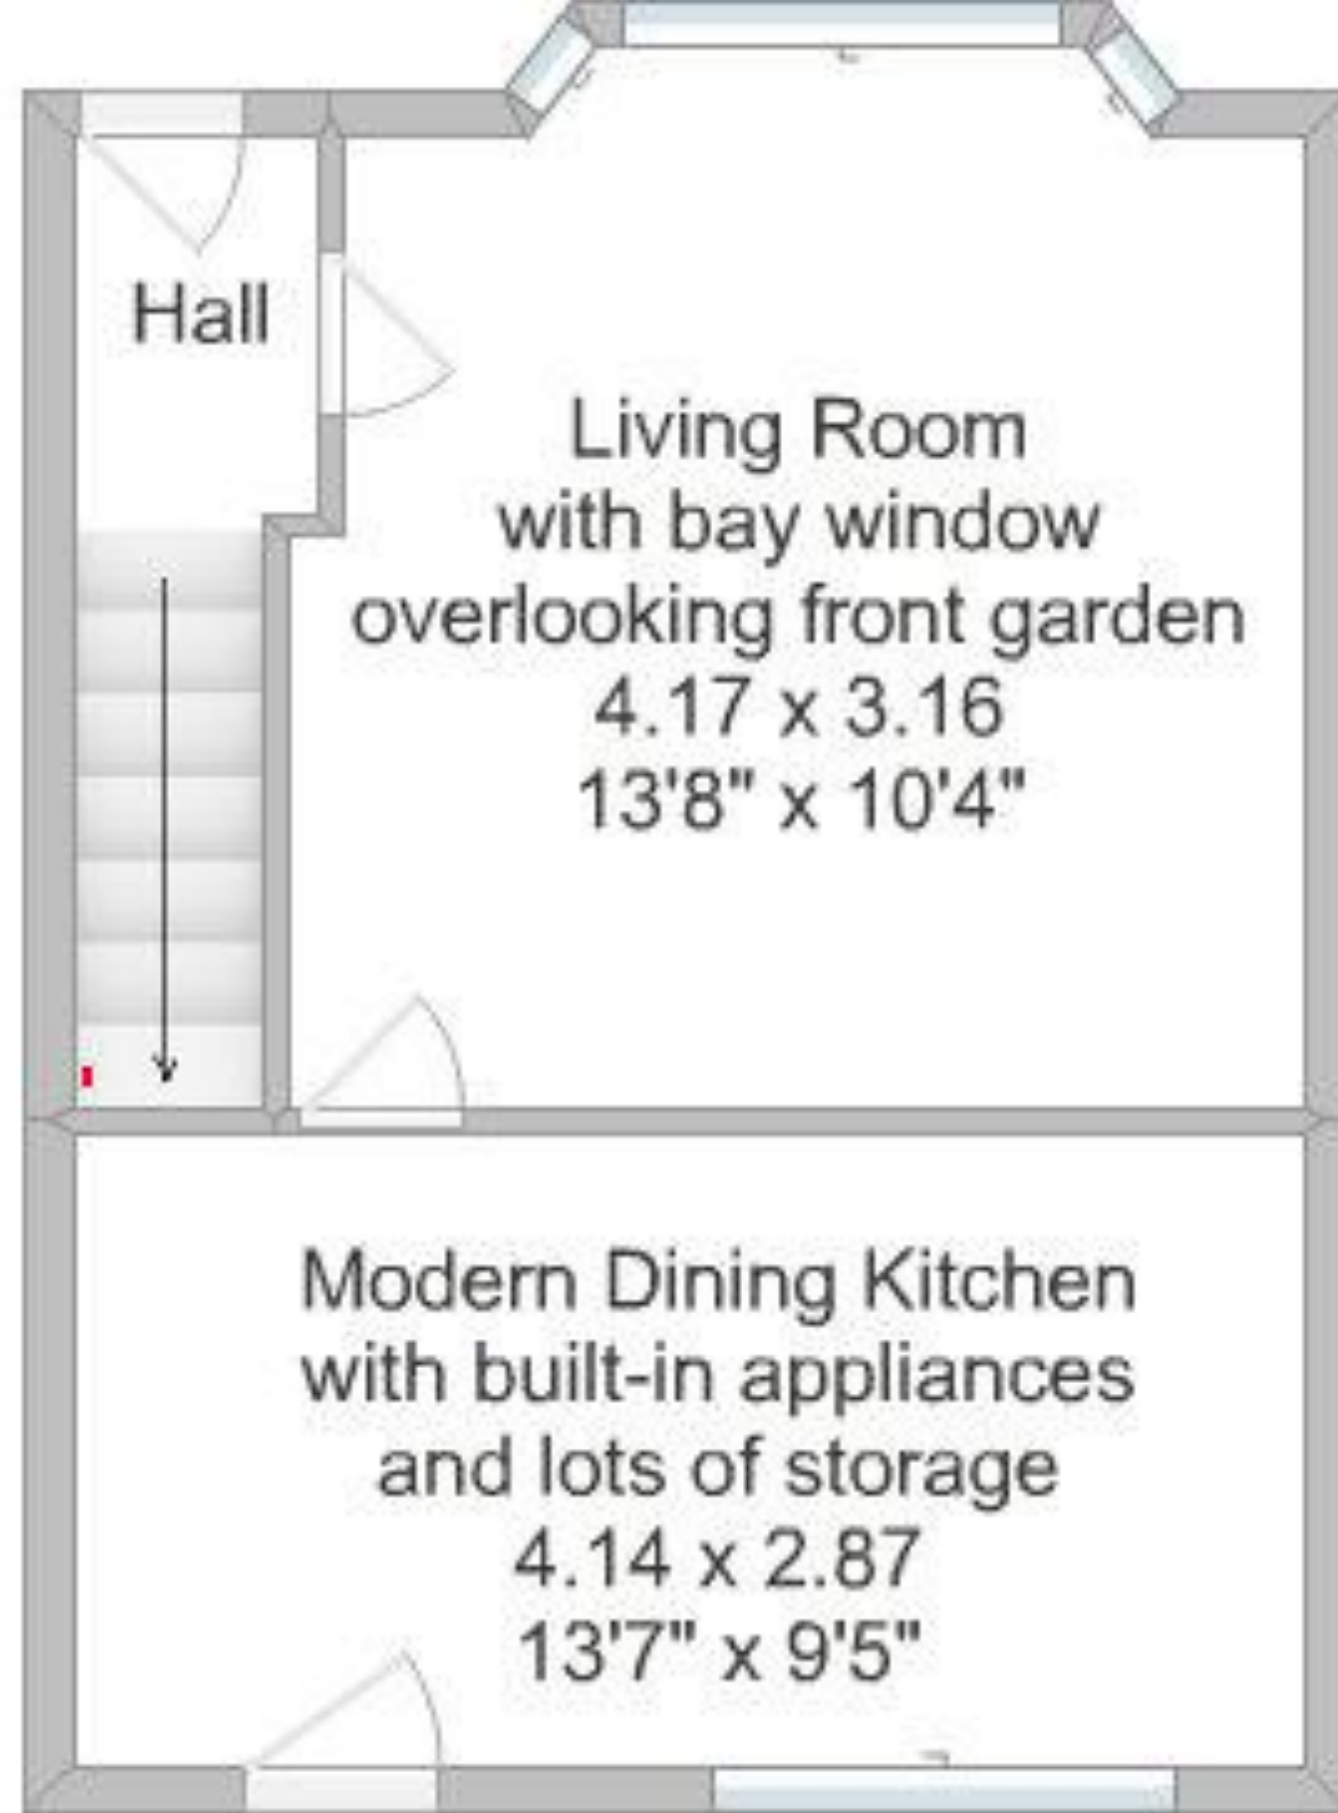 Hall
Living Room
with bay window
overlooking front garden
4.17 x 3.16
13'8" x 10'4"
Modern Dining Kitchen
with built-in appliances
and lots of storage
4.14 x 2.87
13'7" x 9'5"